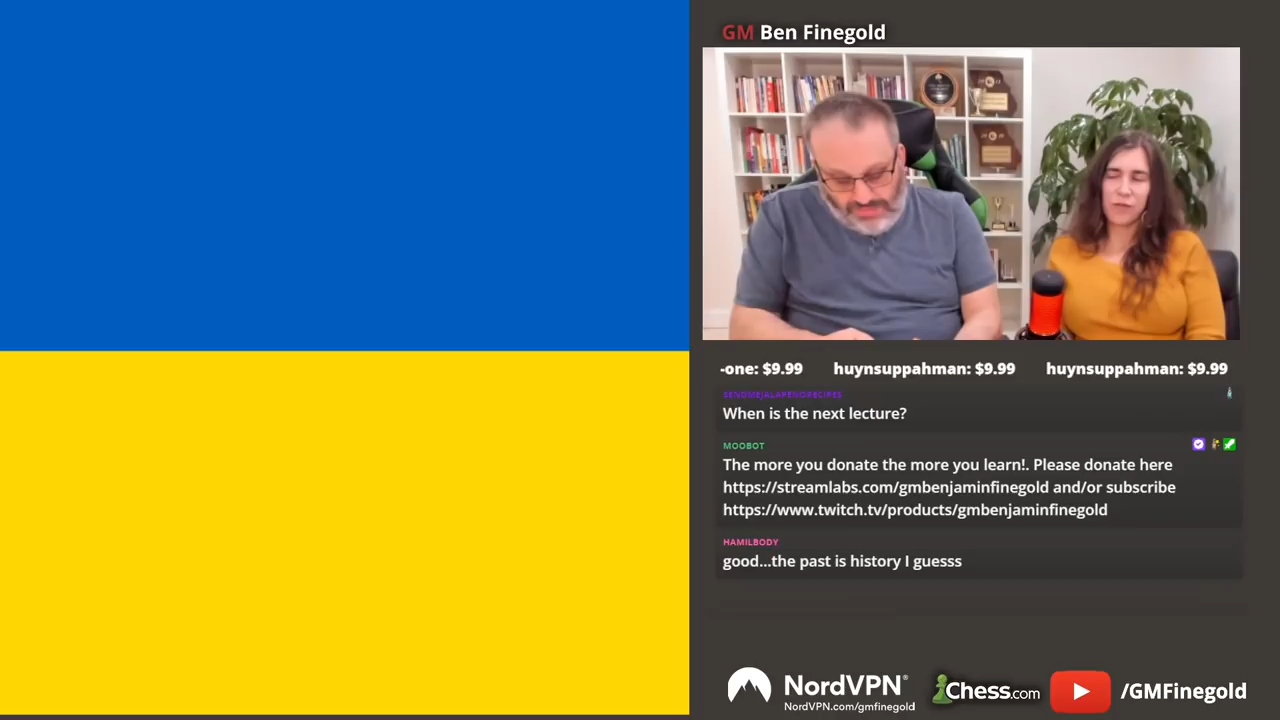 GM Ben Finegold
-one: $9.99 huynsuppahman: $9.99 huynsuppahman: $9.99
SENDMEJALAPENORECIPES
When is the next lecture?
MOOBOT
The more you donate the more you learn!. Please donate here
https://streamlabs.com/gmbenjaminfinegold and/or subscribe
https://www.twitch.tv/products/gmbenjaminfinegold
HAMILBODY
good...the past is history I guesss
NordVPN®
NordVPN.com/gmfinegold
Chess.com
/GMFinegold